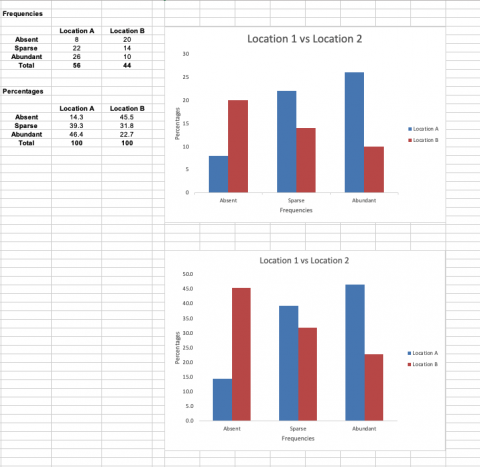 Frequencies
Location A Location B
Absent 8 20
Sparse 22 14
Abundant 26 10
Total 56 44
Percentages
Location A Location B
Absent 14.3 45.5
Sparse 39.3 31.8
Abundant 46.4 22.7
Total 100 100
Location 1 vs Location 2
Percentages
30
25
20
15
10
5
0
Absent Sparse Abundant
Frequencies
Location A
Location B
Location 1 vs Location 2
Percentages
50.0
45.0
40.0
35.0
30.0
25.0
20.0
15.0
10.0
5.0
0.0
Absent Sparse Abundant
Frequencies
Location A
Location B